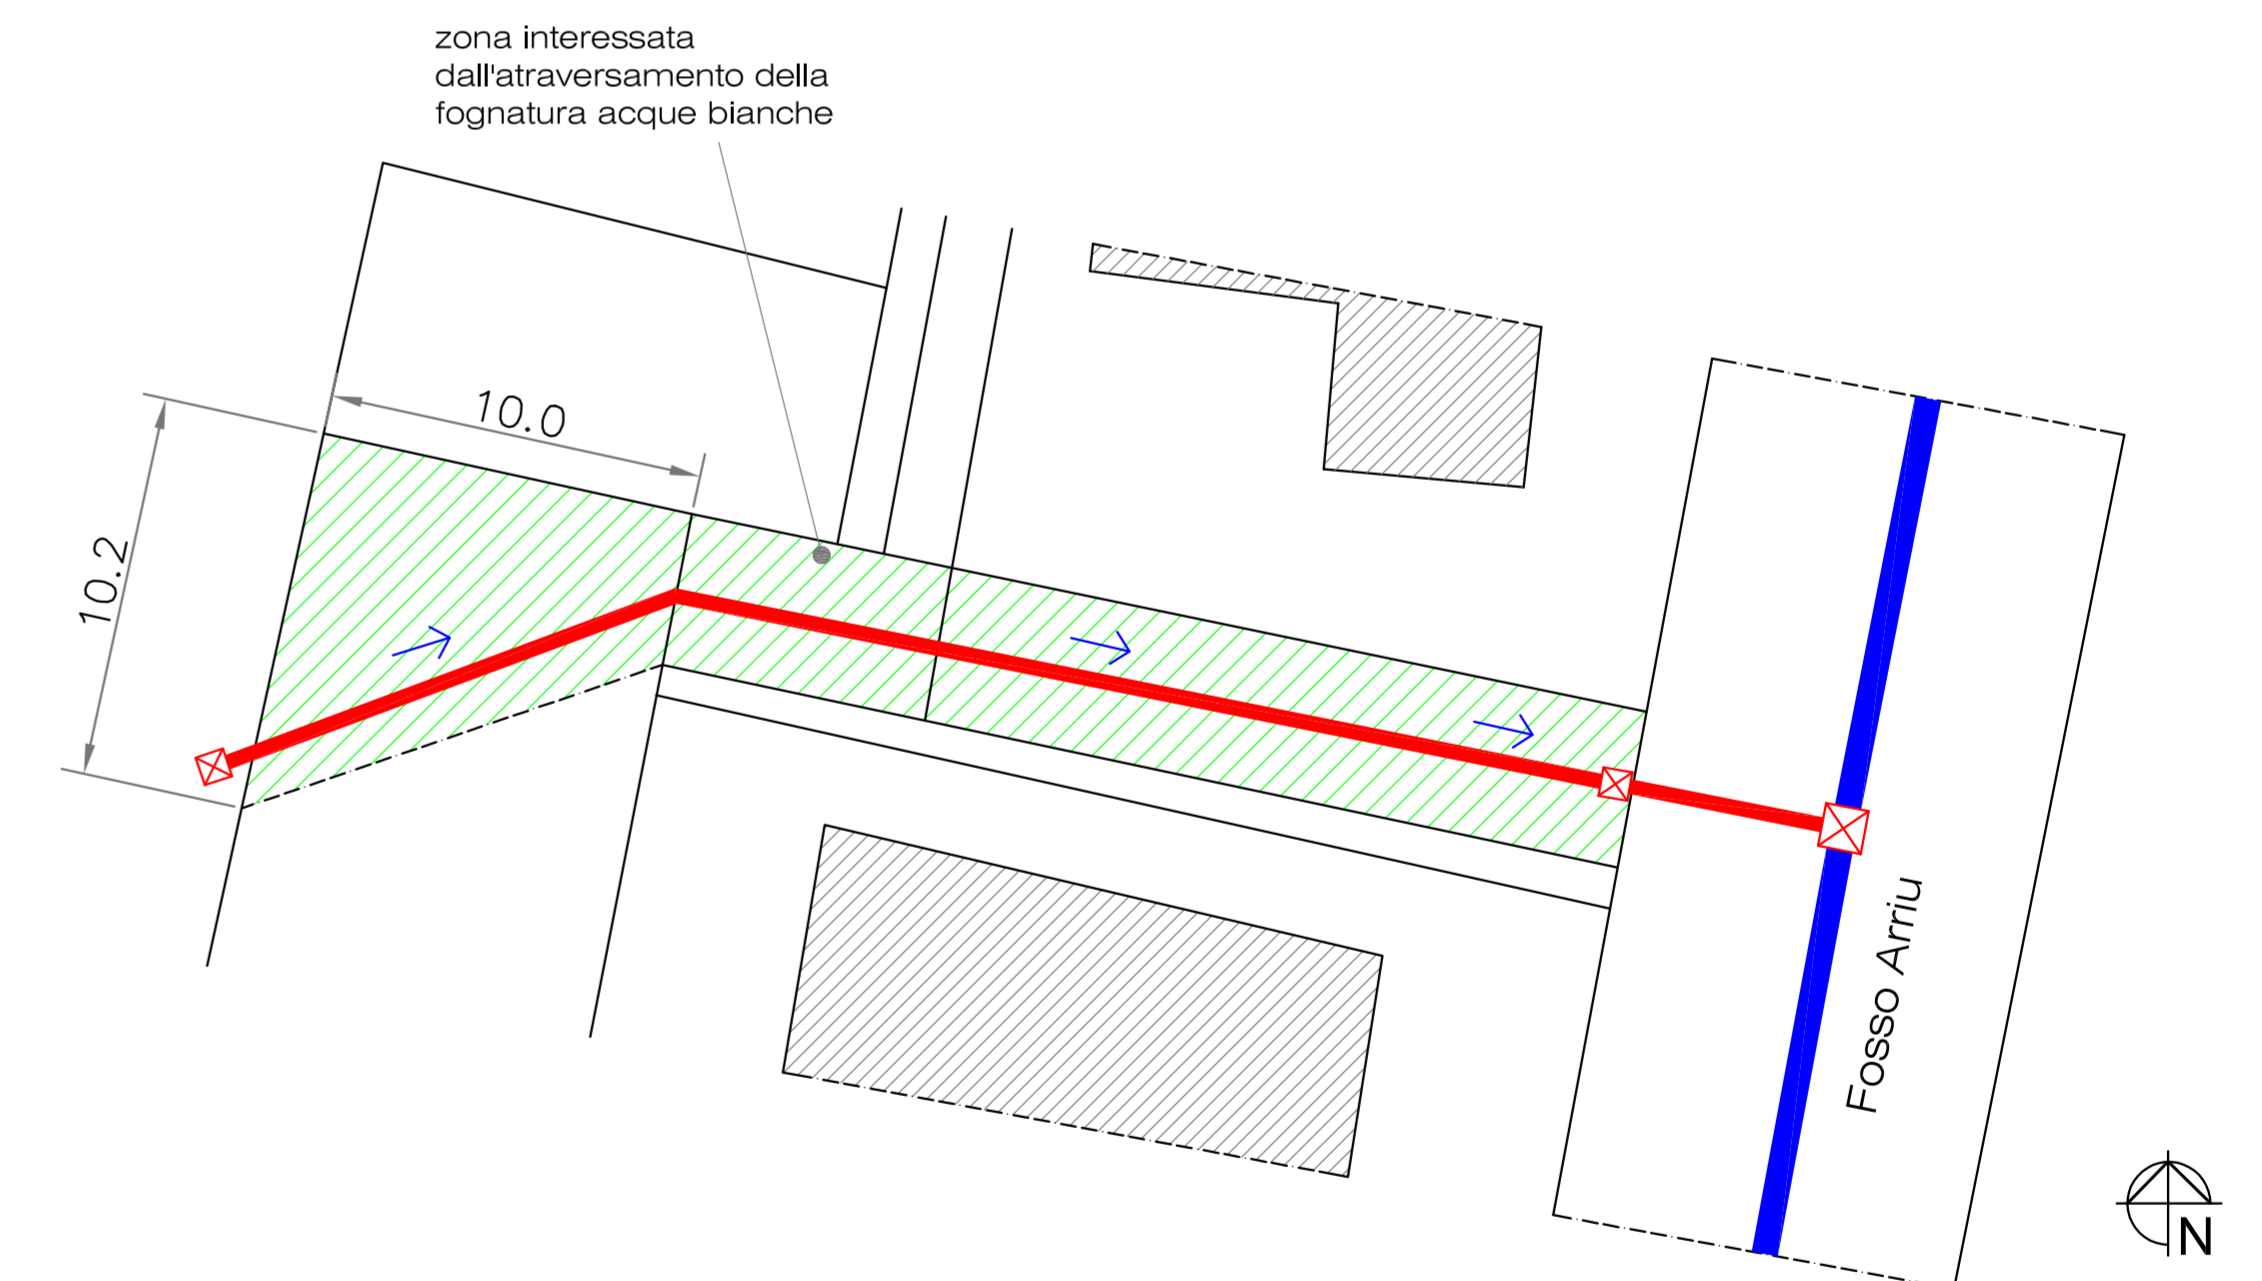 zona interessata
dall'atraversamento della
fognatura acque bianche
10.0
10.2
Fosso Arriu
N